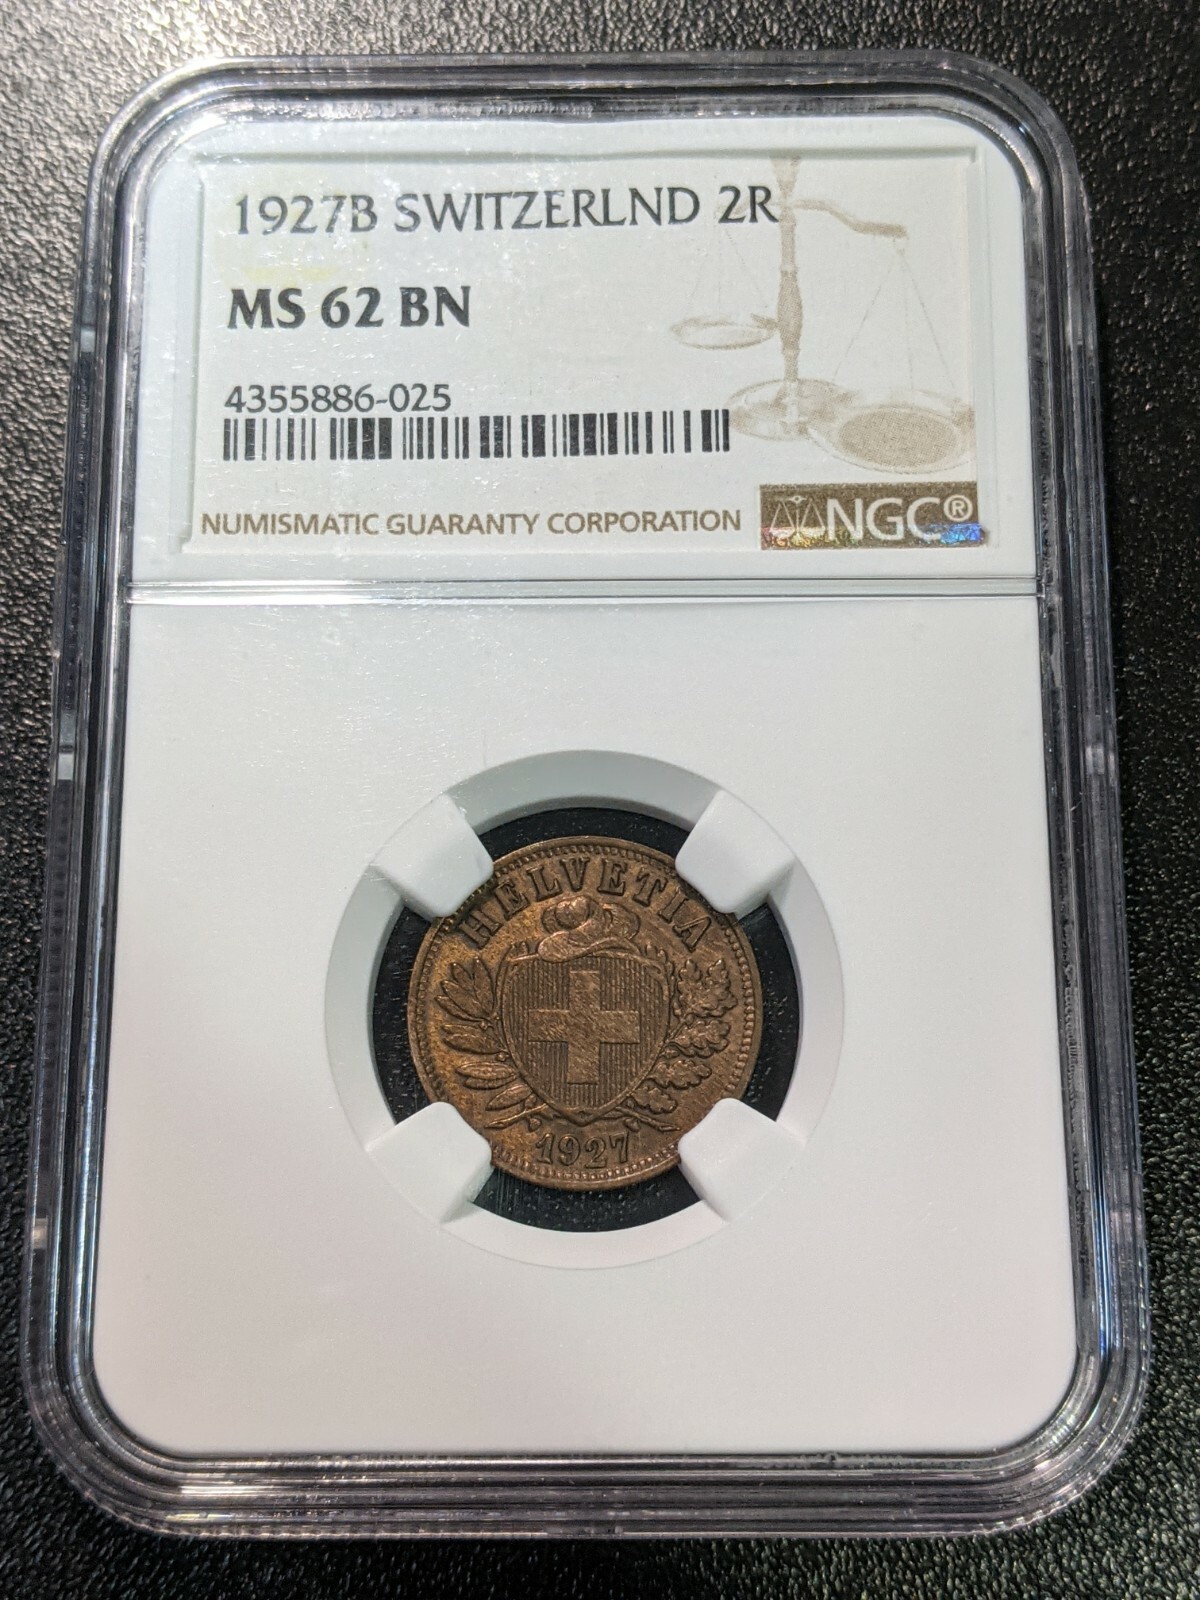 1927B SWITZERLND 2R
MS 62 BN
4355886-025
NUMISMATIC GUARANTY CORPORATION
NGC®
HELVETIA
1927